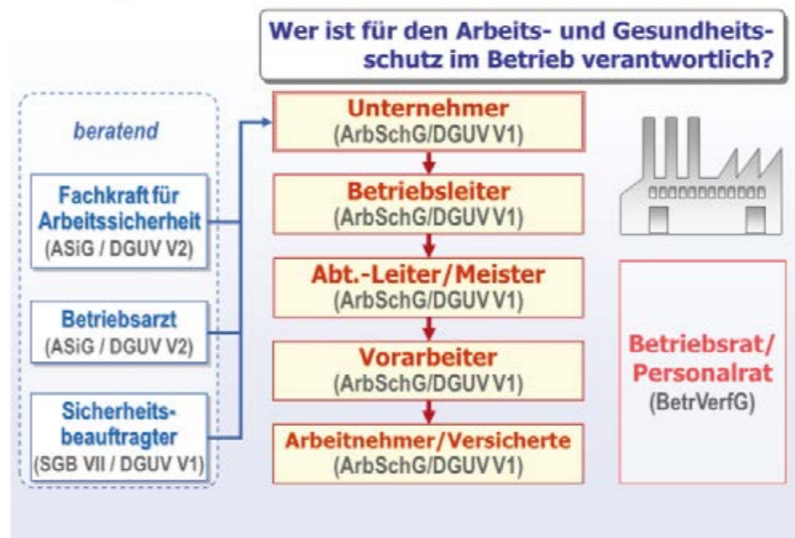 Wer ist für den Arbeits- und Gesundheits-
schutz im Betrieb verantwortlich?
beratend
Fachkraft für
Arbeitssicherheit
(ASiG / DGUV V2)
Betriebsarzt
(ASiG / DGUV V2)
Sicherheits-
beauftragter
(SGB VII / DGUV V1)
Unternehmer
(ArbSchG/DGUV V1)
Betriebsleiter
(ArbSchG/DGUV V1)
Abt.-Leiter/Meister
(ArbSchG/DGUV V1)
Vorarbeiter
(ArbSchG/DGUV V1)
Arbeitnehmer/Versicherte
(ArbSchG/DGUV V1)
Betriebsrat/
Personalrat
(BetrVerfG)